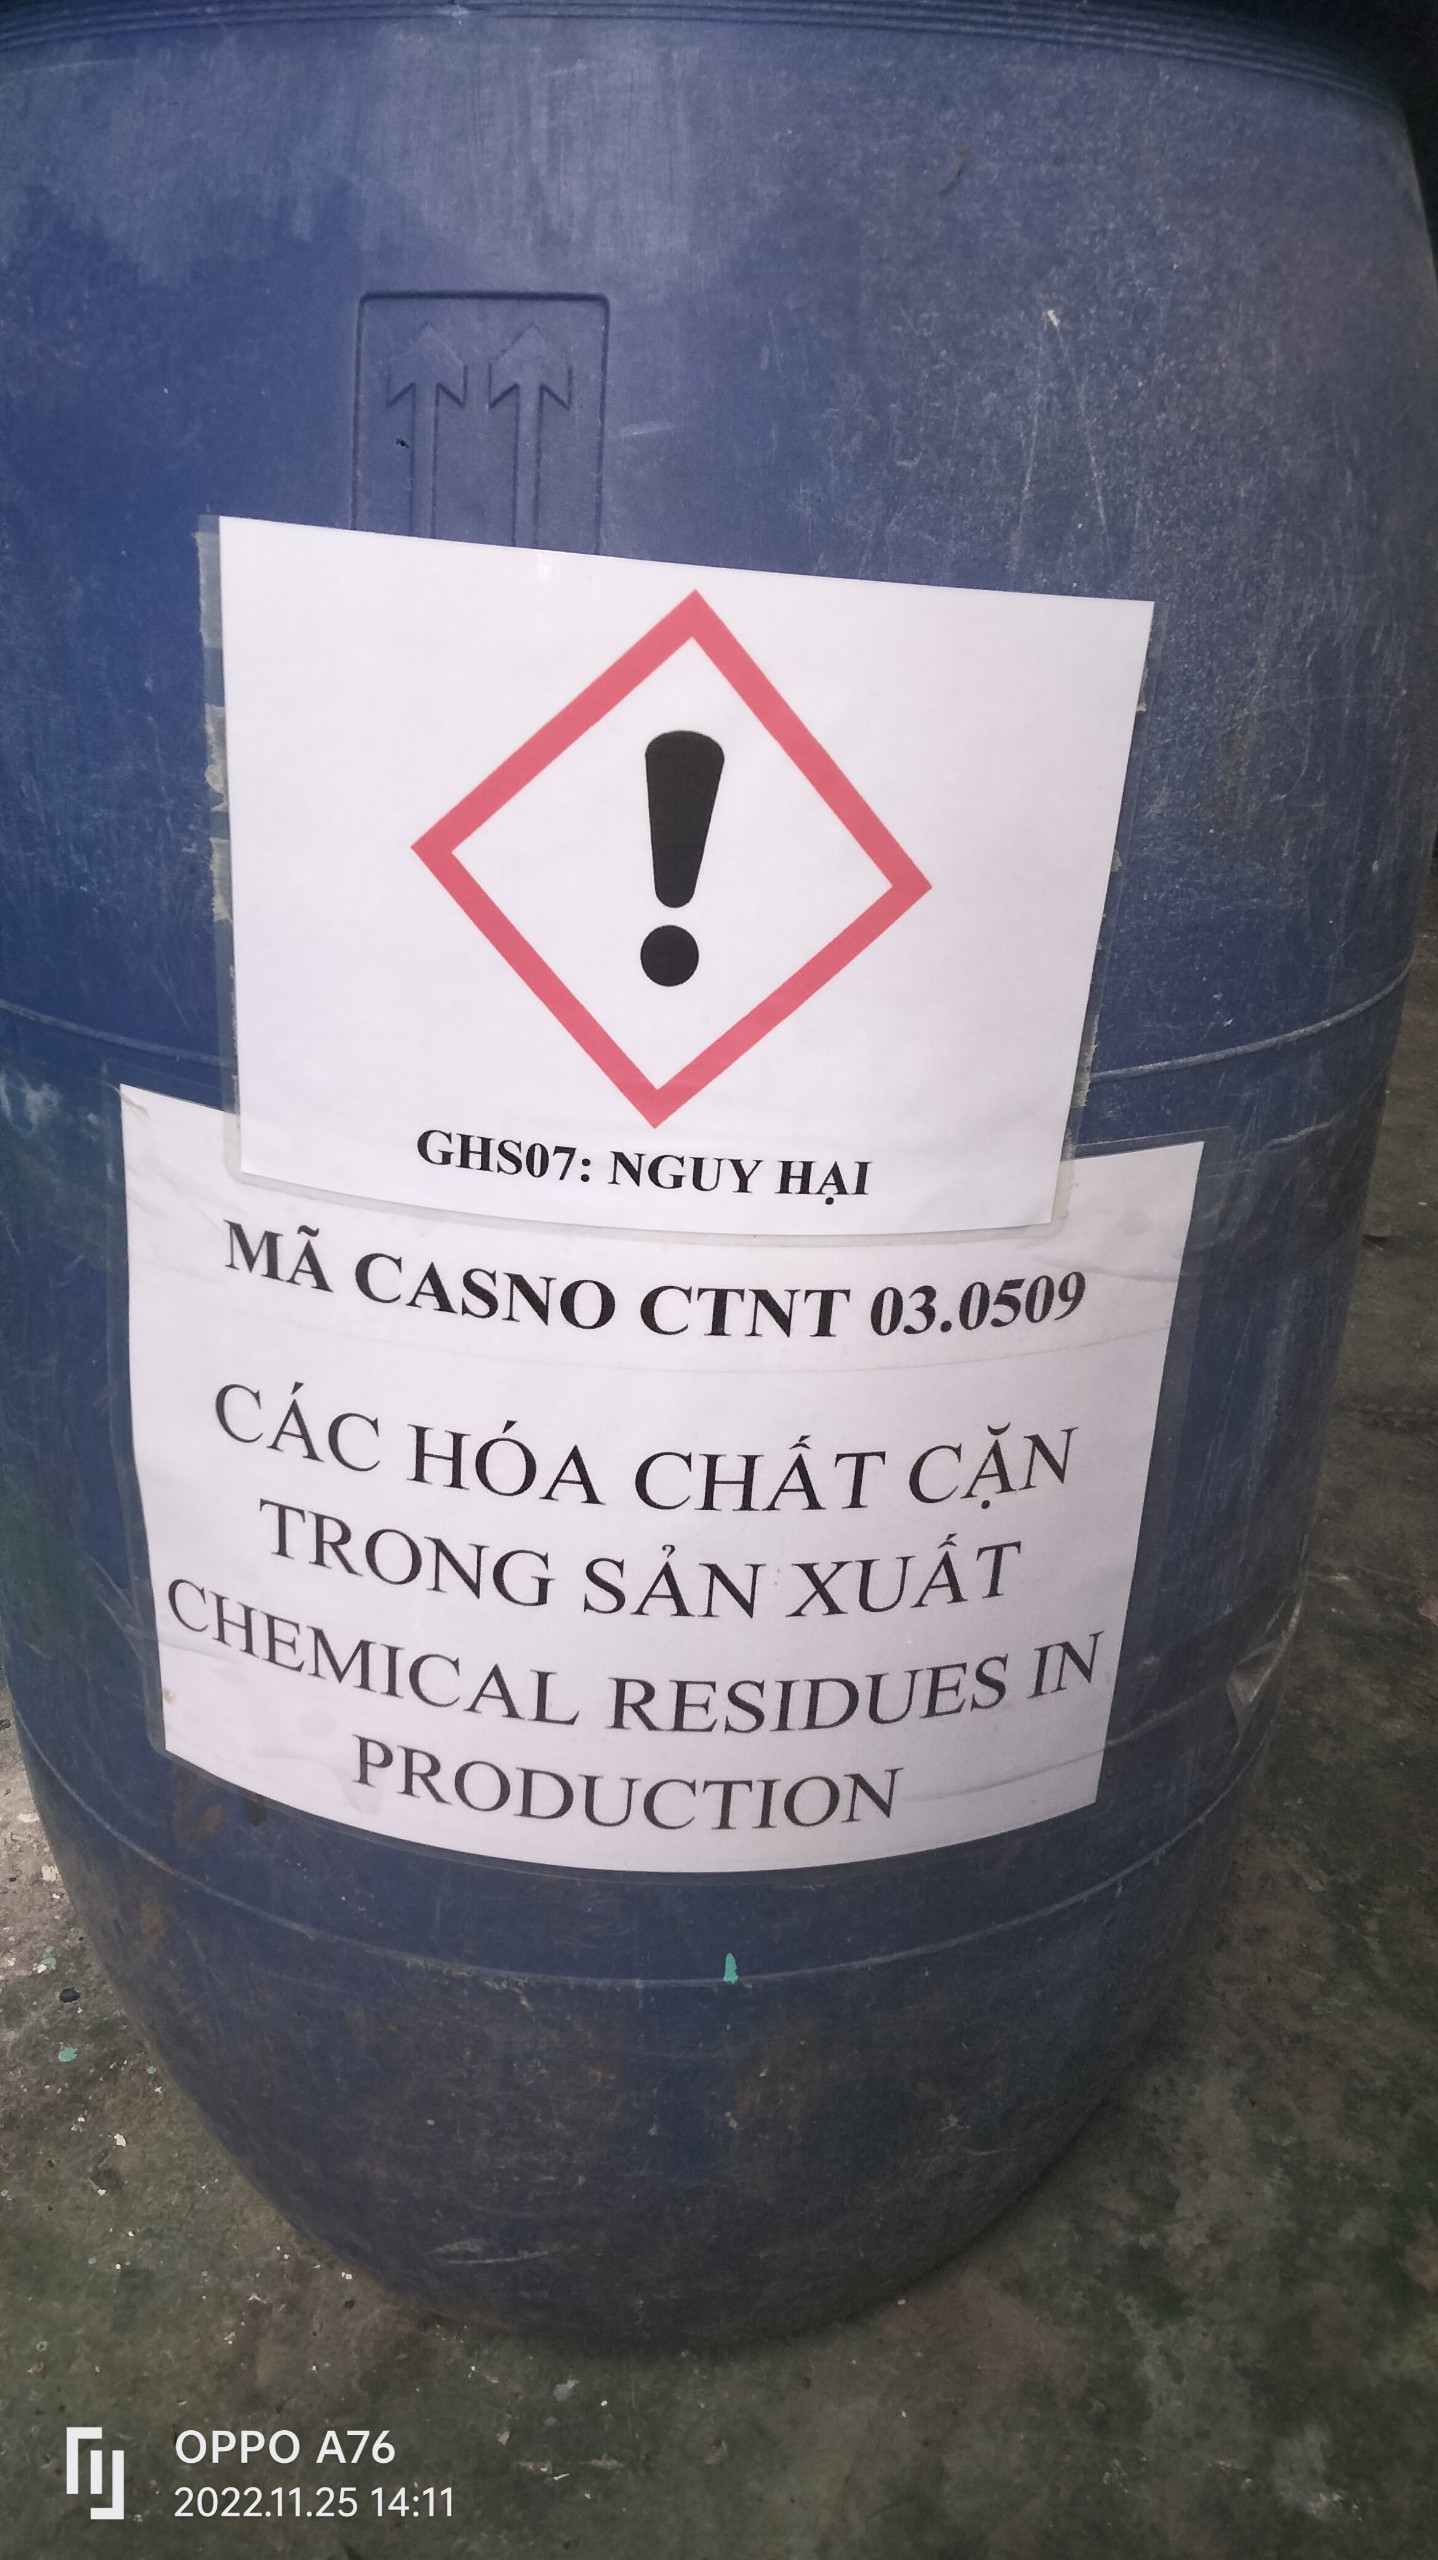 GHS07: NGUY HẠI
MÃ CASNO CTNT 03.0509
CÁC HÓA CHẤT CẶN
TRONG SẢN XUẤT
CHEMICAL RESIDUES IN
PRODUCTION
OPPO A76
2022.11.25 14:11